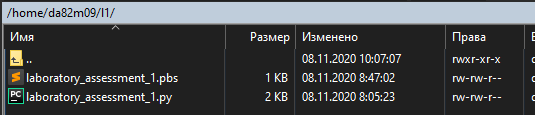 /home/da82m09/l1/
Имя Размер Изменено Права
.. 08.11.2020 10:07:07 rwxr-xr-x
laboratory_assessment_1.pbs 1 KB 08.11.2020 8:47:02 rw-rw-r--
PC laboratory_assessment_1.py 2 KB 08.11.2020 8:05:23 rw-rw-r--